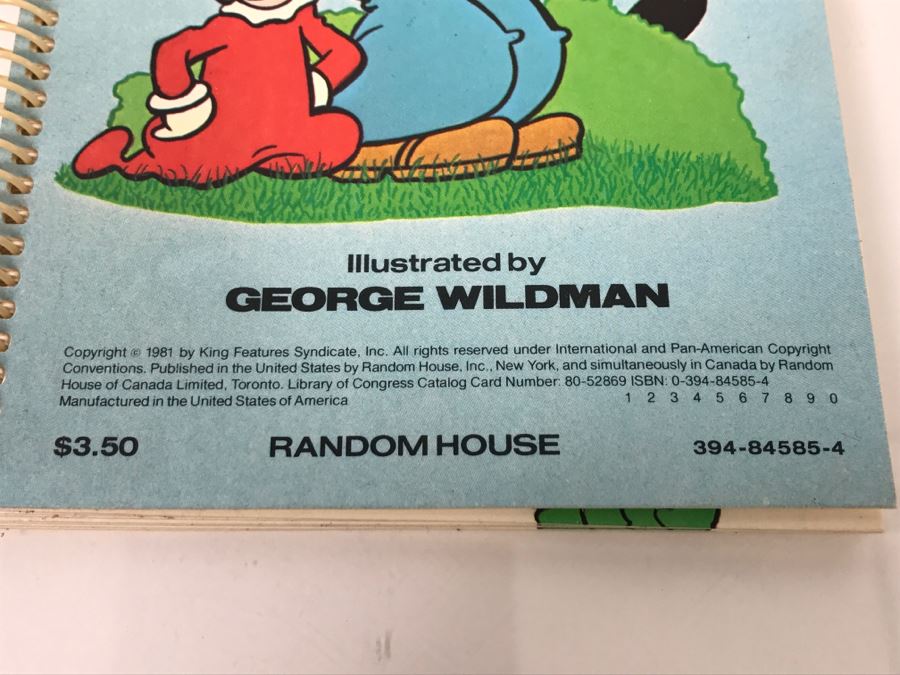 Illustrated by
GEORGE WILDMAN
Copyright © 1981 by King Features Syndicate, Inc. All rights reserved under International and Pan-American Copyright
Conventions. Published in the United States by Random House, Inc., New York, and simultaneously in Canada by Random
House of Canada Limited, Toronto. Library of Congress Catalog Card Number: 80-52869 ISBN: 0-394-84585-4
Manufactured in the United States of America 1 2 3 4 5 6 7 8 9 0
$3.50 RANDOM HOUSE 394-84585-4